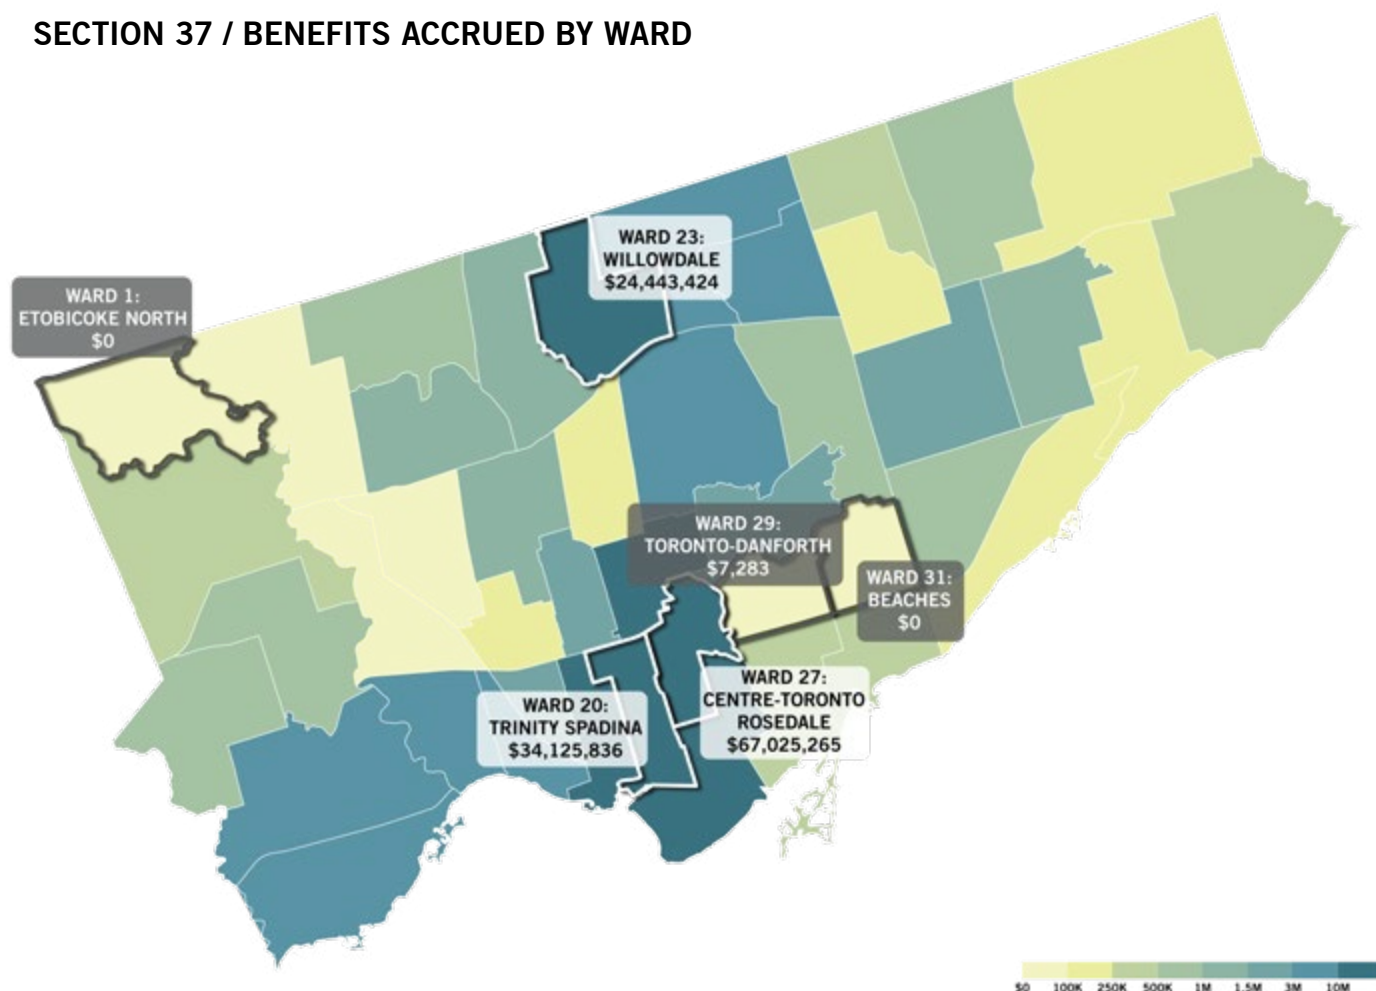 SECTION 37 / BENEFITS ACCRUED BY WARD
WARD 23:
WILLOWDALE
$24,443,424
WARD 1:
ETOBICOKE NORTH
$0
WARD 29:
TORONTO-DANFORTH
$7,283
WARD 31:
BEACHES
$0
WARD 27:
CENTRE-TORONTO
ROSEDALE
$67,025,265
WARD 20:
TRINITY SPADINA
$34,125,836
$0 100K 250K 500K 1M 1.5M 3M 10M